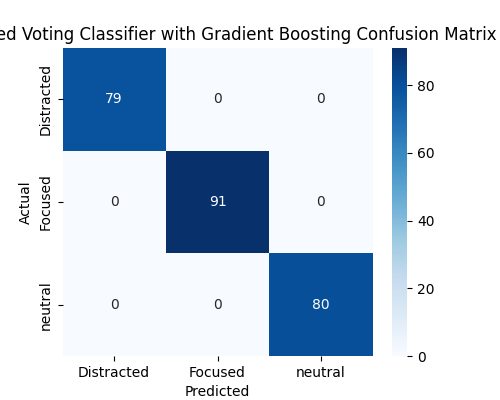 ed Voting Classifier with Gradient Boosting Confusion Matrix
Distracted
79
0
0
80
Actual
Focused
0
91
0
60
40
neutral
0
0
80
20
0
Distracted
Focused
neutral
Predicted